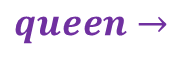 queen →